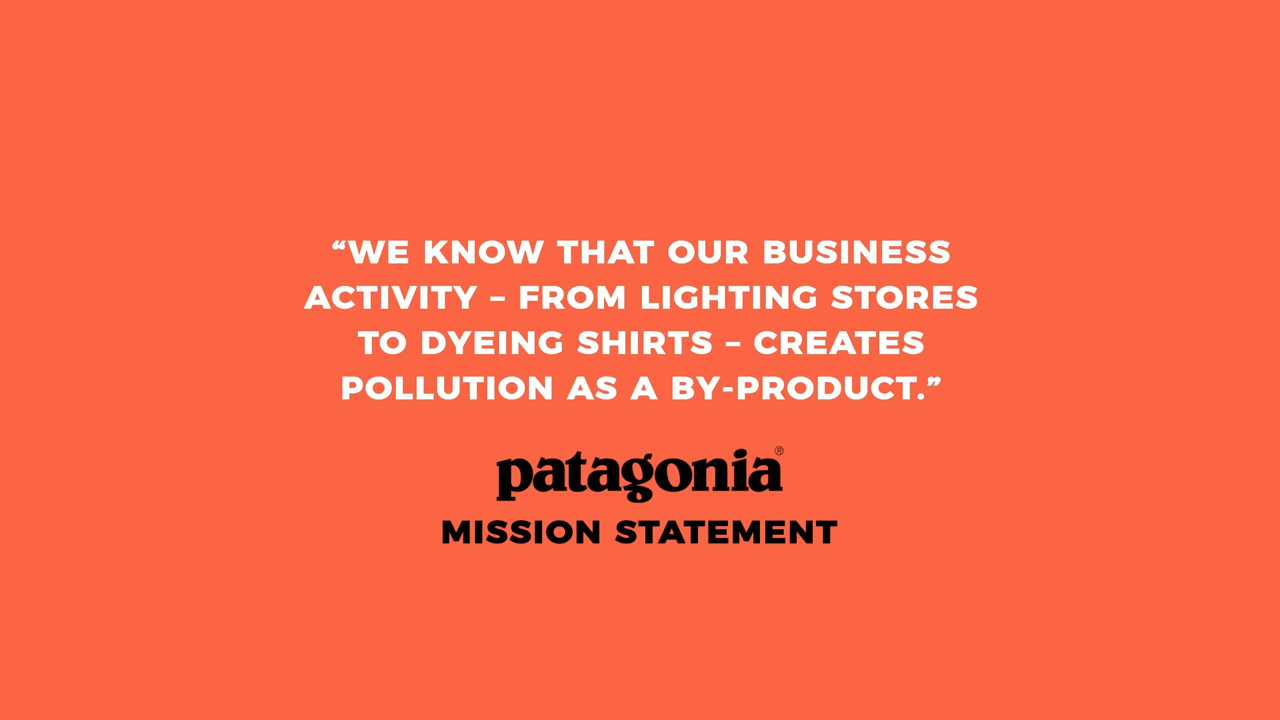 “WE KNOW THAT OUR BUSINESS
ACTIVITY – FROM LIGHTING STORES
TO DYEING SHIRTS – CREATES
POLLUTION AS A BY-PRODUCT.”
patagonia®
MISSION STATEMENT